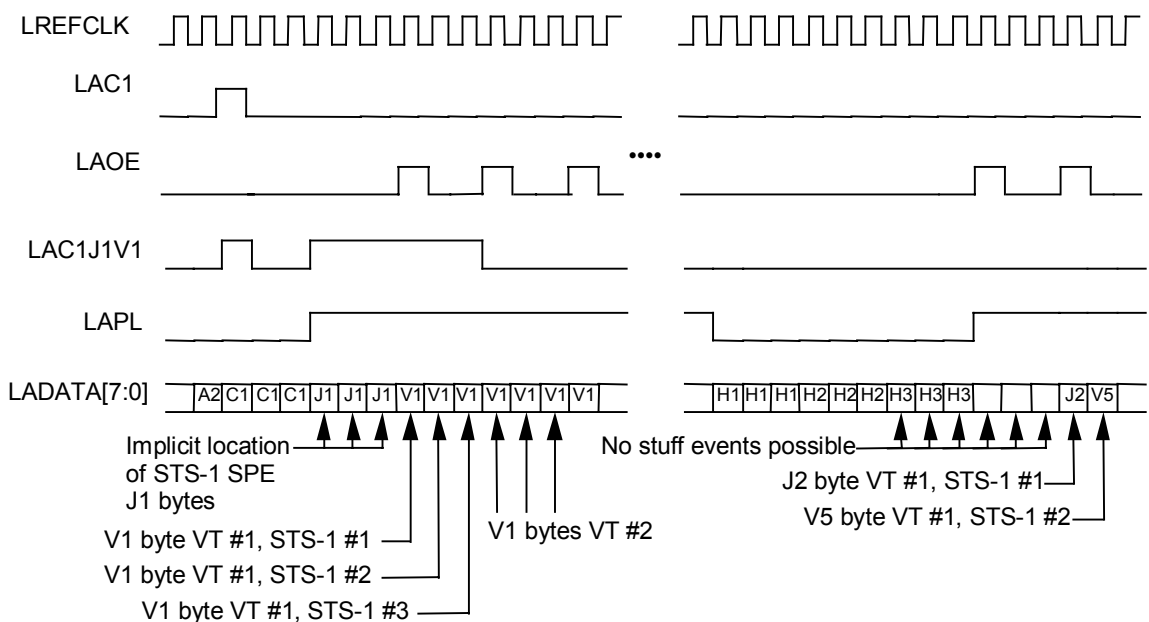 LREFCLK
LAC1
LAOE
••••
LAC1J1V1
LAPL
LADATA[7:0] A2 C1 C1 C1 J1 J1 J1 V1 V1 V1 V1 V1 V1 V1 H1 H1 H1 H2 H2 H2 H3 H3 H3 J2 V5
Implicit location
of STS-1 SPE
J1 bytes
V1 byte VT #1, STS-1 #1
V1 byte VT #1, STS-1 #2
V1 byte VT #1, STS-1 #3
V1 bytes VT #2
No stuff events possible
J2 byte VT #1, STS-1 #1
V5 byte VT #1, STS-1 #2